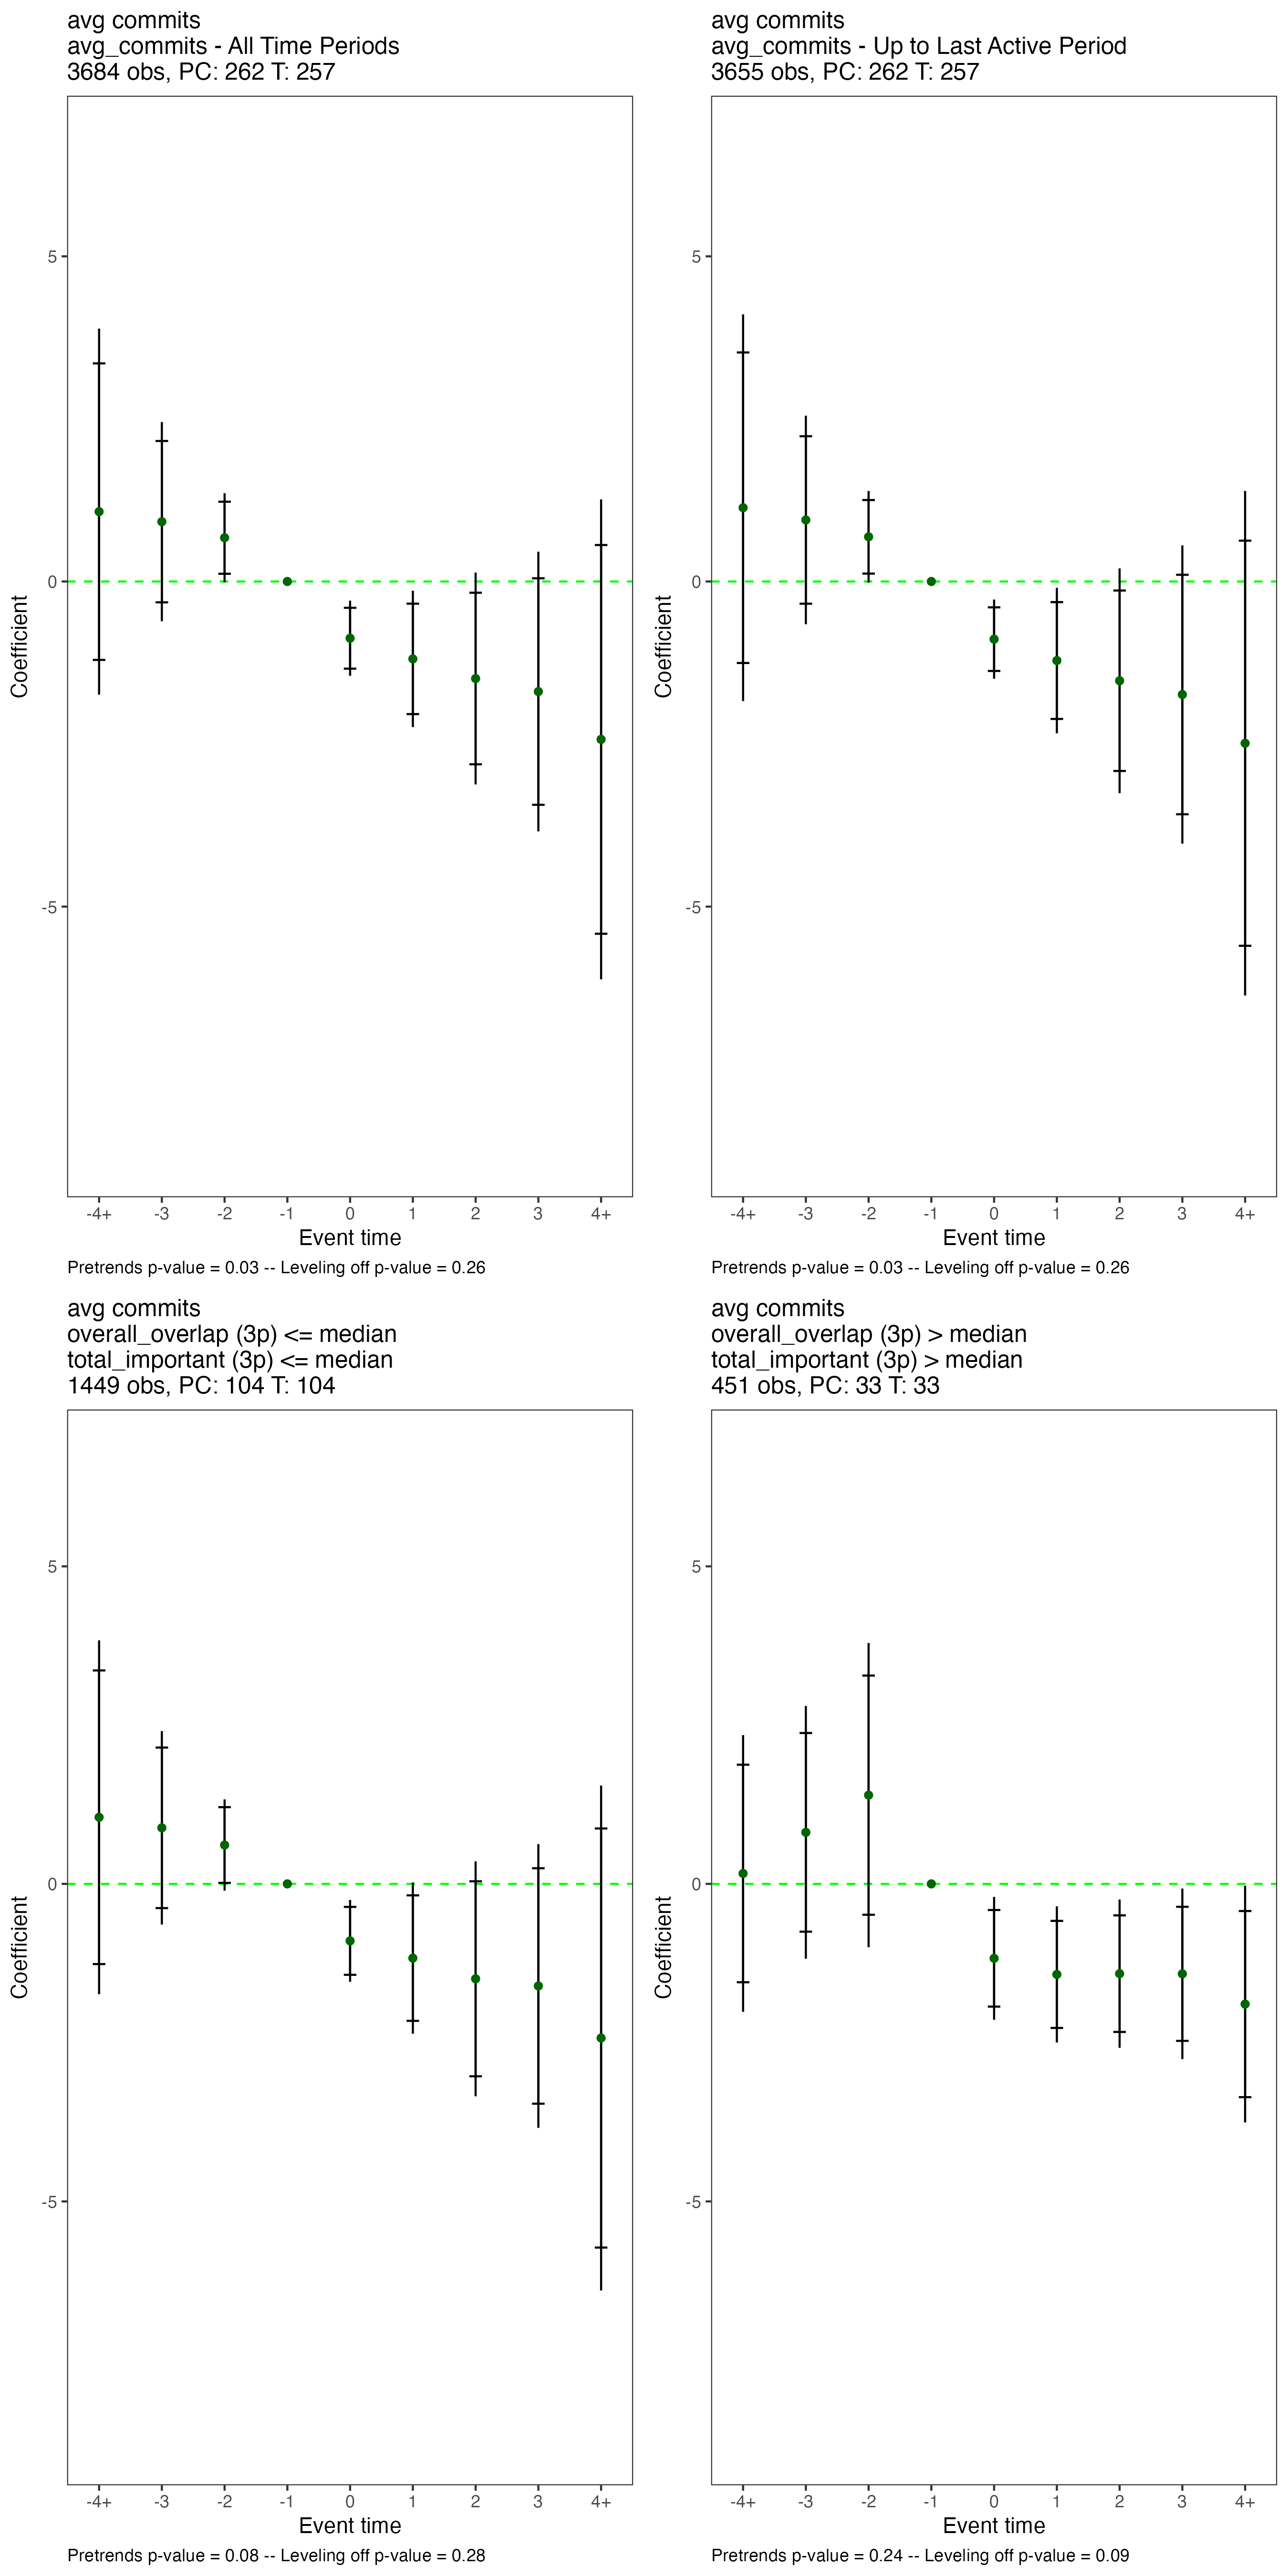 avg commits
avg_commits - All Time Periods
3684 obs, PC: 262 T: 257
5
0
-5
Coefficient
-4+ -3 -2 -1 0 1 2 3 4+
Event time
Pretrends p-value = 0.03 -- Leveling off p-value = 0.26
avg commits
avg_commits - Up to Last Active Period
3655 obs, PC: 262 T: 257
5
0
-5
Coefficient
-4+ -3 -2 -1 0 1 2 3 4+
Event time
Pretrends p-value = 0.03 -- Leveling off p-value = 0.26
avg commits
overall_overlap (3p) <= median
total_important (3p) <= median
1449 obs, PC: 104 T: 104
5
0
-5
Coefficient
-4+ -3 -2 -1 0 1 2 3 4+
Event time
Pretrends p-value = 0.08 -- Leveling off p-value = 0.28
avg commits
overall_overlap (3p) > median
total_important (3p) > median
451 obs, PC: 33 T: 33
5
0
-5
Coefficient
-4+ -3 -2 -1 0 1 2 3 4+
Event time
Pretrends p-value = 0.24 -- Leveling off p-value = 0.09